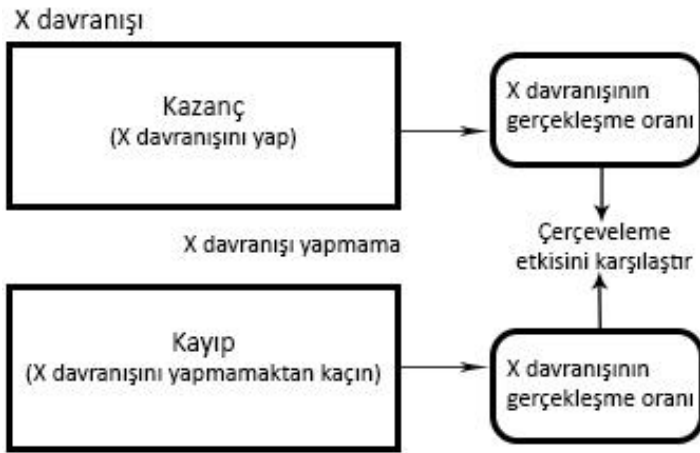 X davranışı
Kazanç
(X davranışını yap)
X davranışının
gerçekleşme oranı
X davranışı yapmama
Çerçeveleme
etkisini karşılaştır
Kayıp
(X davranışını yapmamaktan kaçın)
X davranışının
gerçekleşme oranı